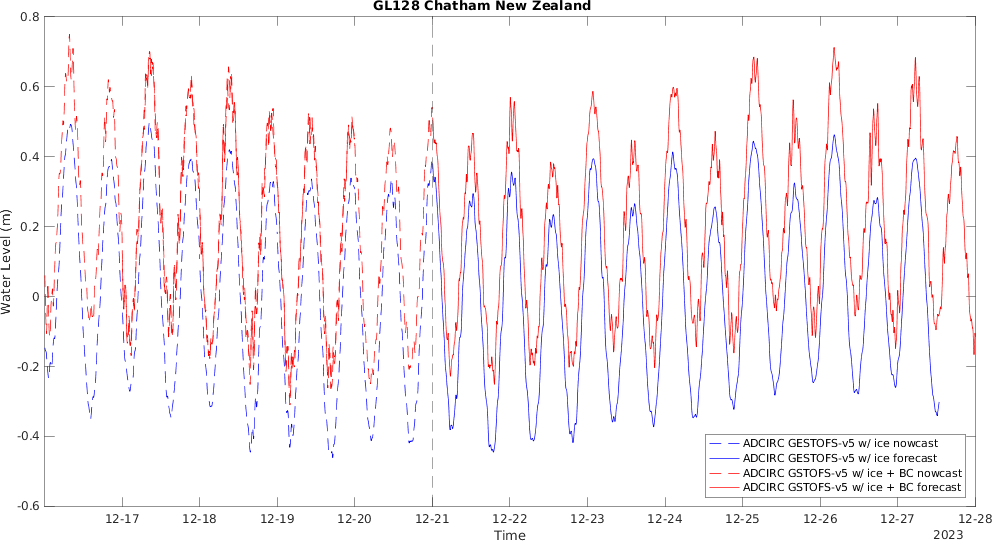 GL128 Chatham New Zealand
0.8
0.6
0.4
0.2
0
-0.2
-0.4
-0.6
Water Level (m)
ADCIRC GESTOFS-v5 w/ ice nowcast
ADCIRC GESTOFS-v5 w/ ice forecast
ADCIRC GSTOFS-v5 w/ ice + BC nowcast
ADCIRC GSTOFS-v5 w/ ice + BC forecast
12-17 12-18 12-19 12-20 12-21 12-22 12-23 12-24 12-25 12-26 12-27 12-28
Time
2023